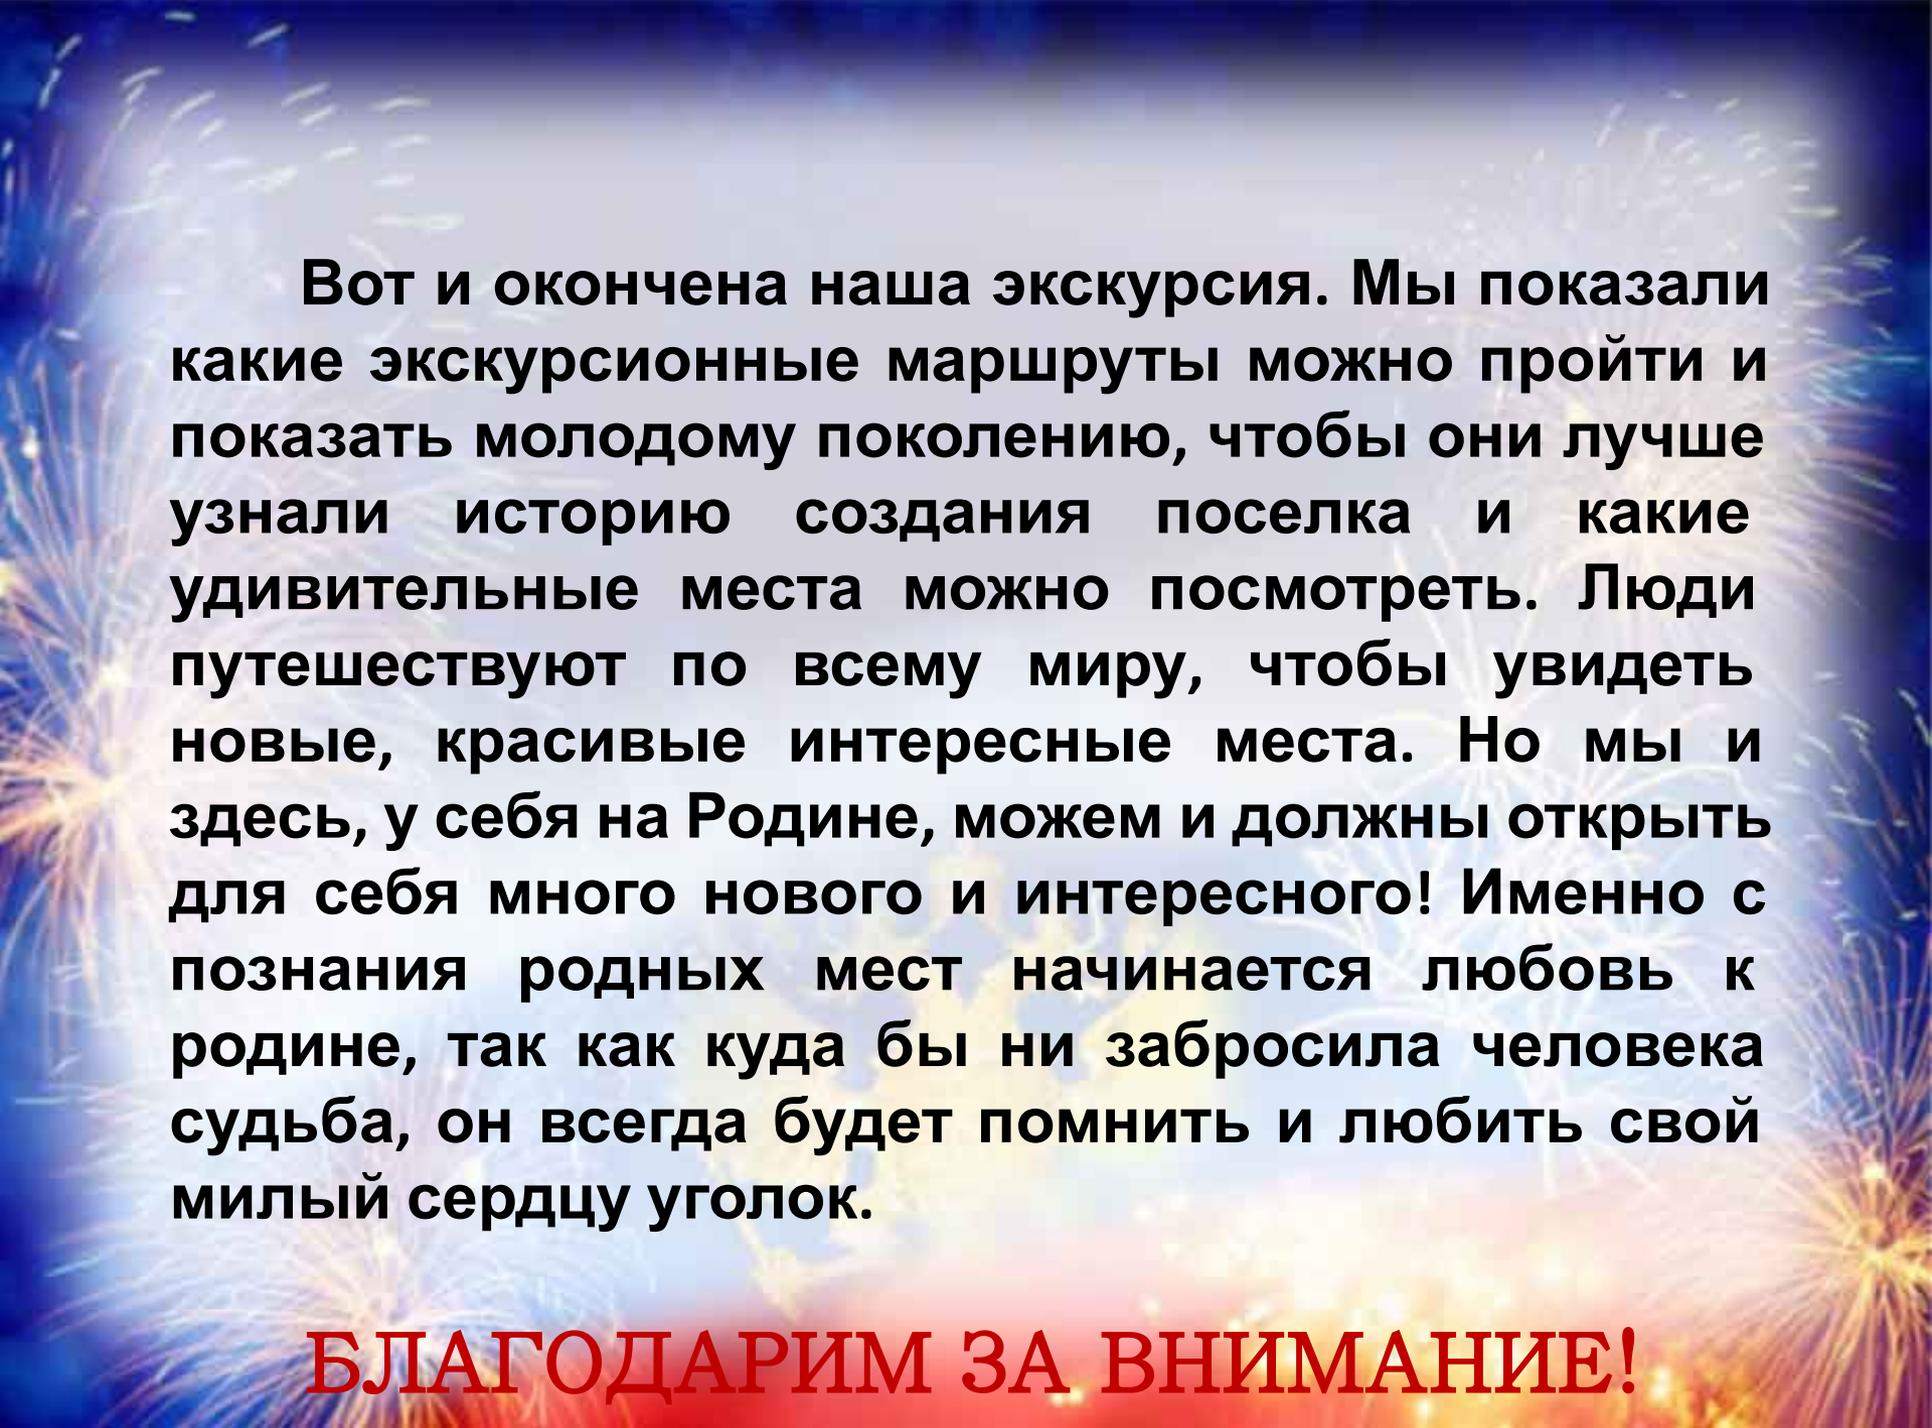 Вот и окончена наша экскурсия. Мы показали
какие экскурсионные маршруты можно пройти и
показать молодому поколению, чтобы они лучше
узнали историю создания поселка и какие
удивительные места можно посмотреть. Люди
путешествуют по всему миру, чтобы увидеть
новые, красивые интересные места. Но мы и
здесь, у себя на Родине, можем и должны открыть
для себя много нового и интересного! Именно с
познания родных мест начинается любовь к
родине, так как куда бы ни забросила человека
судьба, он всегда будет помнить и любить свой
милый сердцу уголок.
БЛАГОДАРИМ ЗА ВНИМАНИЕ!